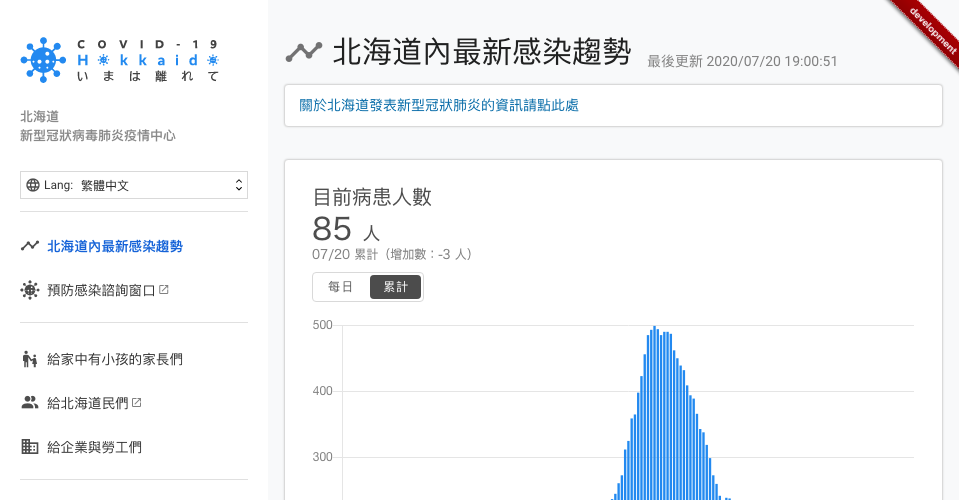 COVID-19
Hokkaido
いまは離れて
北海道
新型冠狀病毒肺炎疫情中心
Lang: 繁體中文
北海道內最新感染趨勢
預防感染諮詢窗口
給家中有小孩的家長們
給北海道民們
給企業與勞工們
development
北海道內最新感染趨勢
最後更新 2020/07/20 19:00:51
關於北海道發表新型冠狀肺炎的資訊請點此處
目前病患人數
85 人
07/20 累計（增加數：-3 人）
每日 累計
500
400
300